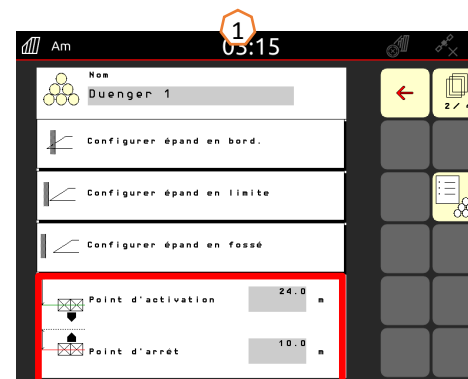 1
Am
03:15
Nom
Duenger 1
2 /
Configurer épand en bord.
Configurer épand en limite
Configurer épand en fossé
Point d'activation 24.0 m
Point d'arrét 10.0 m